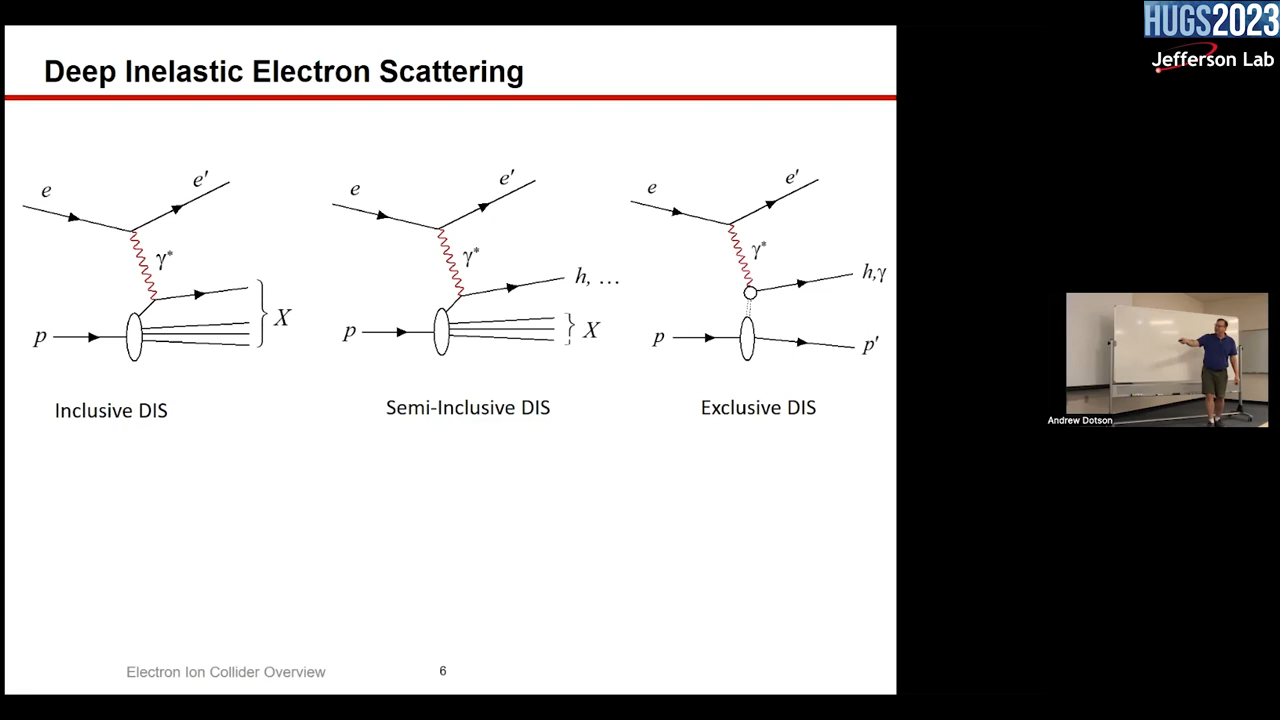 HUGS2023
Jefferson Lab
Deep Inelastic Electron Scattering
e e′ γ* p X
Inclusive DIS
e e′ γ* h, … p X
Semi-Inclusive DIS
e e′ γ* h,γ p p′
Exclusive DIS
Andrew Dotson
Electron Ion Collider Overview 6